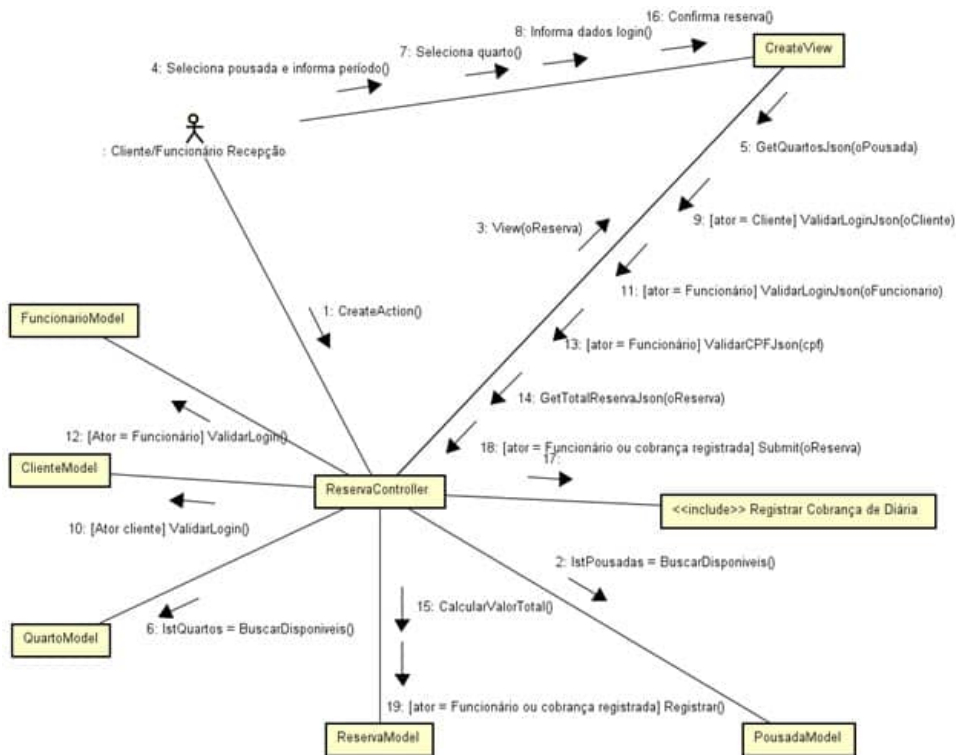 16: Confirma reserva()
8: Informa dados login()
7: Seleciona quarto()
4: Seleciona pousada e informa período()
CreateView
: Cliente/Funcionário Recepção
5: GetQuartosJson(oPousada)
9: [ator = Cliente] ValidarLoginJson(oCliente)
3: View(oReserva)
11: [ator = Funcionário] ValidarLoginJson(oFuncionario)
1: CreateAction()
FuncionarioModel
13: [ator = Funcionário] ValidarCPFJson(cpf)
14: GetTotalReservaJson(oReserva)
12: [Ator = Funcionário] ValidarLogin()
18: [ator = Funcionário ou cobrança registrada] Submit(oReserva)
17:
ClienteModel
ReservaController
<<include>> Registrar Cobrança de Diária
10: [Ator cliente] ValidarLogin()
2: lstPousadas = BuscarDisponiveis()
15: CalcularValorTotal()
6: lstQuartos = BuscarDisponiveis()
QuartoModel
19: [ator = Funcionário ou cobrança registrada] Registrar()
ReservaModel
PousadaModel